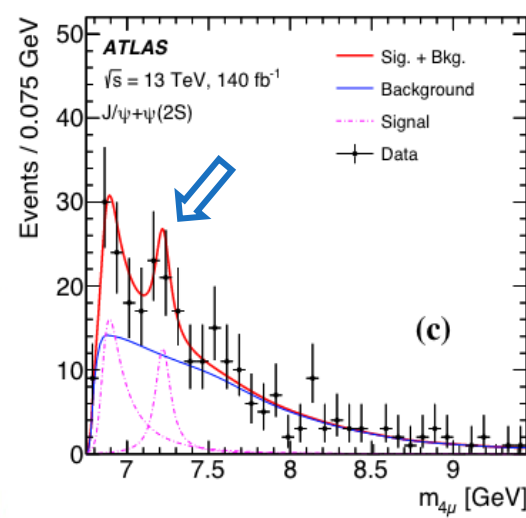 50
40
30
20
10
0
Events / 0.075 GeV
ATLAS
√s = 13 TeV, 140 fb⁻¹
J/ψ+ψ(2S)
Sig. + Bkg.
Background
Signal
Data
(c)
7 7.5 8 8.5 9
m₄μ [GeV]